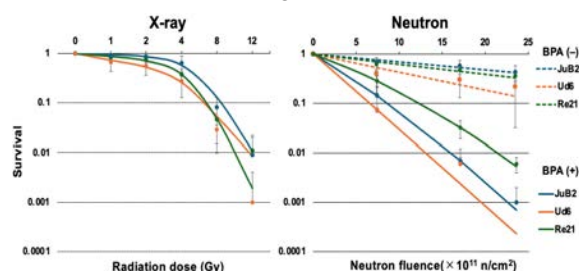 X-ray
Neutron
0 1 2 4 8 12
0 5 10 15 20 25
1
0.1
0.01
0.001
0.0001
Survival
Radiation dose (Gy)
1
0.1
0.01
0.001
0.0001
Neutron fluence(×10¹¹ n/cm²)
BPA (–)
JuB2
Ud6
Re21
BPA (+)
JuB2
Ud6
Re21